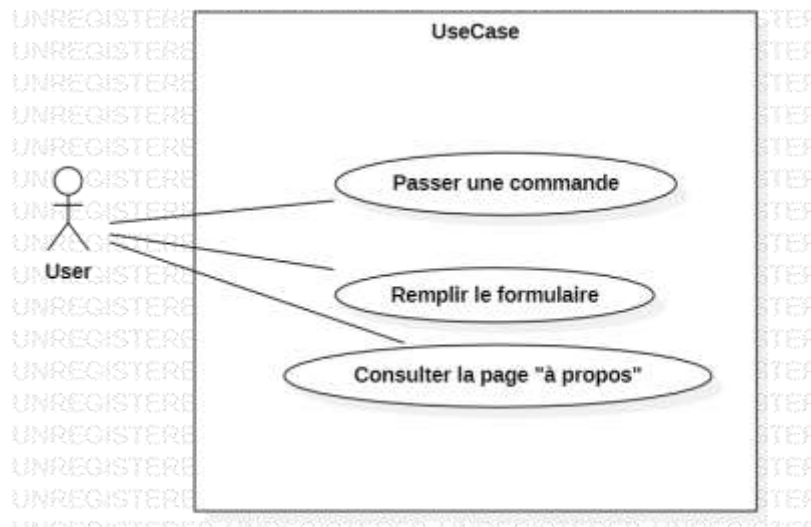 UseCase
Passer une commande
User
Remplir le formulaire
Consulter la page "à propos"